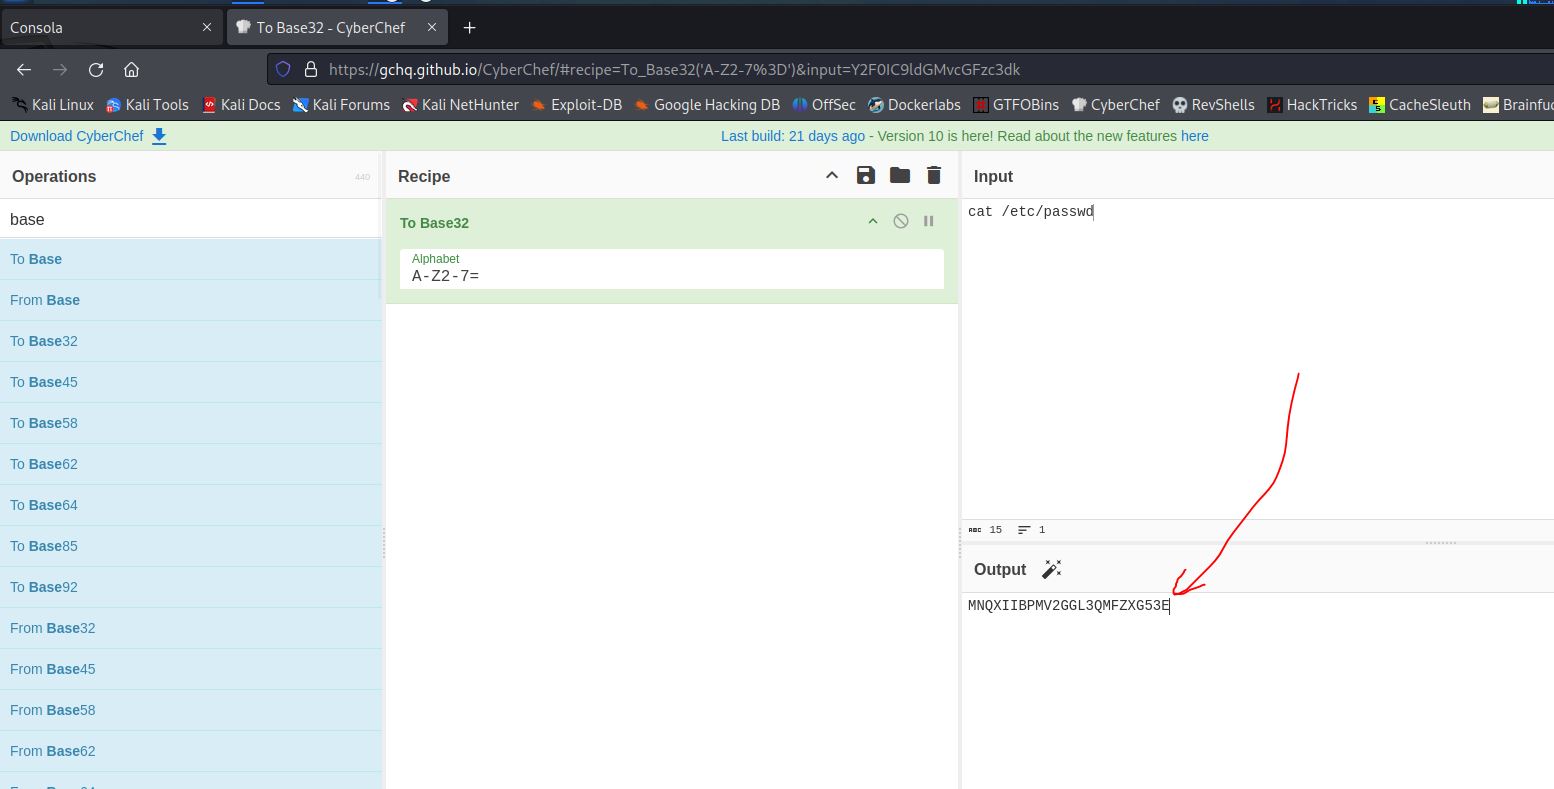 Consola
To Base32 - CyberChef
https://gchq.github.io/CyberChef/#recipe=To_Base32('A-Z2-7%3D')&input=Y2F0IC9ldGMvcGFzc3dk
Kali Linux Kali Tools Kali Docs Kali Forums Kali NetHunter Exploit-DB Google Hacking DB OffSec Dockerlabs GTFOBins CyberChef RevShells HackTricks CacheSleuth Brainfuc
Download CyberChef
Last build: 21 days ago - Version 10 is here! Read about the new features here
Operations
440
base
To Base
From Base
To Base32
To Base45
To Base58
To Base62
To Base64
To Base85
To Base92
From Base32
From Base45
From Base58
From Base62
Recipe
To Base32
Alphabet
A-Z2-7=
Input
cat /etc/passwd
ABC 15 1
Output
MNQXIIBPMV2GGL3QMFZXG53E